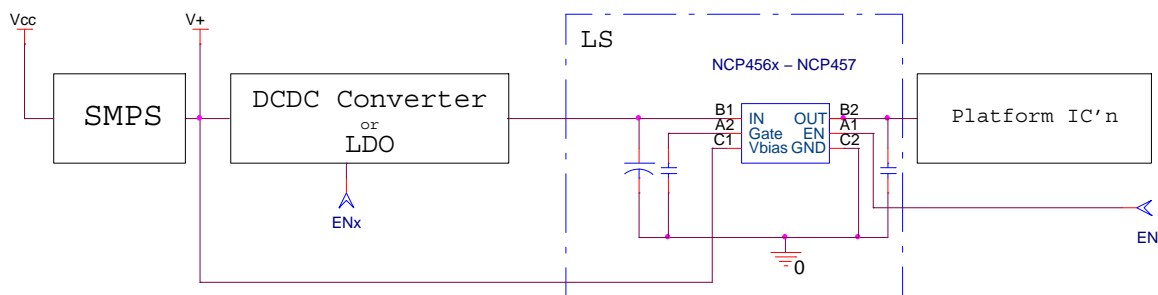 Vcc
V+
LS
NCP456x – NCP457
SMPS
DCDC Converter
or
LDO
B1
A2
C1
IN
Gate
Vbias
OUT
EN
GND
B2
A1
C2
Platform IC'n
ENx
EN
0